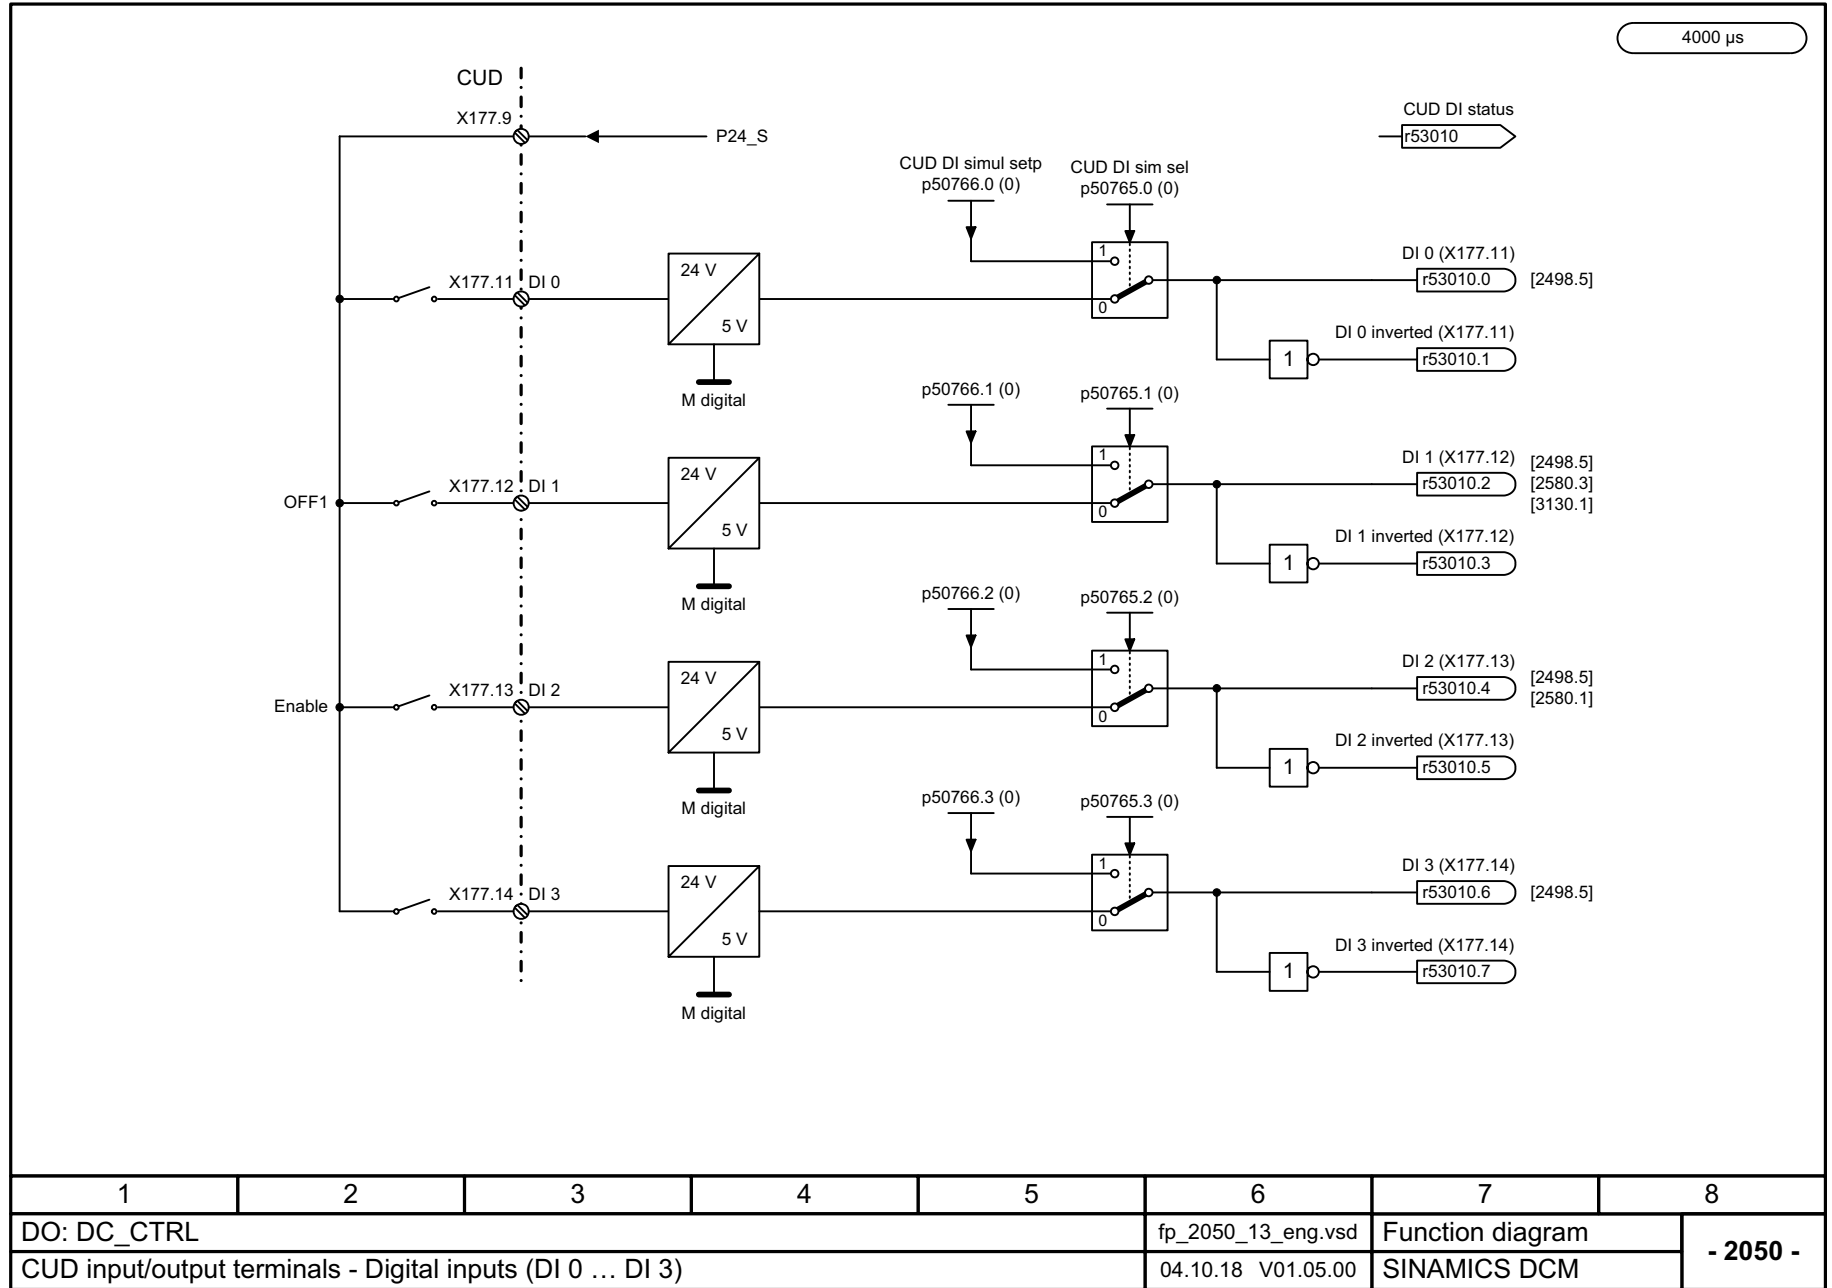 4000 µs
CUD
X177.9
P24_S
CUD DI status
r53010
CUD DI simul setp
p50766.0 (0)
CUD DI sim sel
p50765.0 (0)
X177.11
DI 0
24 V
5 V
M digital
1
0
DI 0 (X177.11)
r53010.0
[2498.5]
DI 0 inverted (X177.11)
1
r53010.1
p50766.1 (0)
p50765.1 (0)
OFF1
X177.12
DI 1
24 V
5 V
M digital
1
0
DI 1 (X177.12)
r53010.2
[2498.5]
[2580.3]
[3130.1]
DI 1 inverted (X177.12)
1
r53010.3
p50766.2 (0)
p50765.2 (0)
Enable
X177.13
DI 2
24 V
5 V
M digital
1
0
DI 2 (X177.13)
r53010.4
[2498.5]
[2580.1]
DI 2 inverted (X177.13)
1
r53010.5
p50766.3 (0)
p50765.3 (0)
X177.14
DI 3
24 V
5 V
M digital
1
0
DI 3 (X177.14)
r53010.6
[2498.5]
DI 3 inverted (X177.14)
1
r53010.7
1 2 3 4 5 6 7 8
DO: DC_CTRL
fp_2050_13_eng.vsd
Function diagram
- 2050 -
CUD input/output terminals - Digital inputs (DI 0 … DI 3)
04.10.18 V01.05.00
SINAMICS DCM